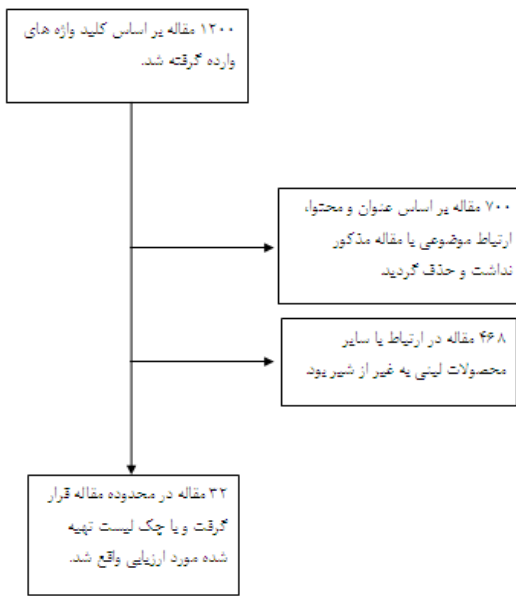 ۱۲۰۰ مقاله بر اساس کلید واژه های
وارده گرفته شد.
۷۰۰ مقاله بر اساس عنوان و محتوا،
ارتباط موضوعی با مقاله مذکور
نداشت و حذف گردید.
۴۶۸ مقاله در ارتباط با سایر
محصولات لبنی به غیر از شیر بود.
۳۲ مقاله در محدوده مقاله قرار
گرفت و با چک لیست تهیه
شده مورد ارزیابی واقع شد.